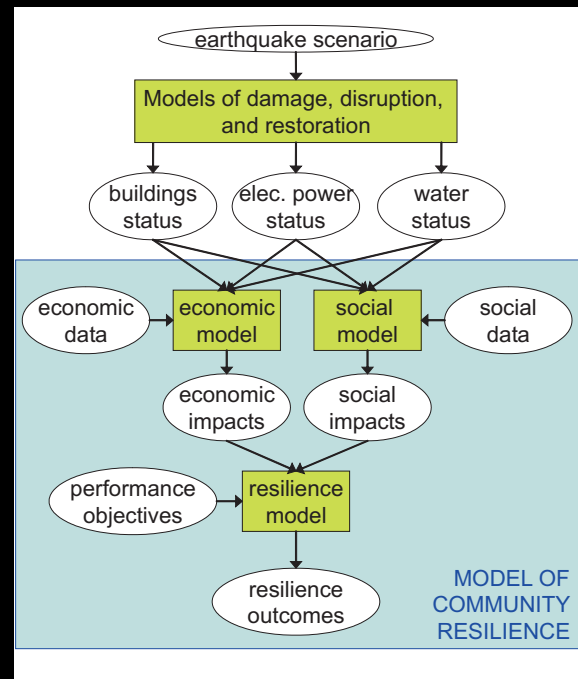 earthquake scenario
Models of damage, disruption,
and restoration
buildings
status
elec. power
status
water
status
economic
data
economic
model
social
model
social
data
economic
impacts
social
impacts
performance
objectives
resilience
model
resilience
outcomes
MODEL OF
COMMUNITY
RESILIENCE